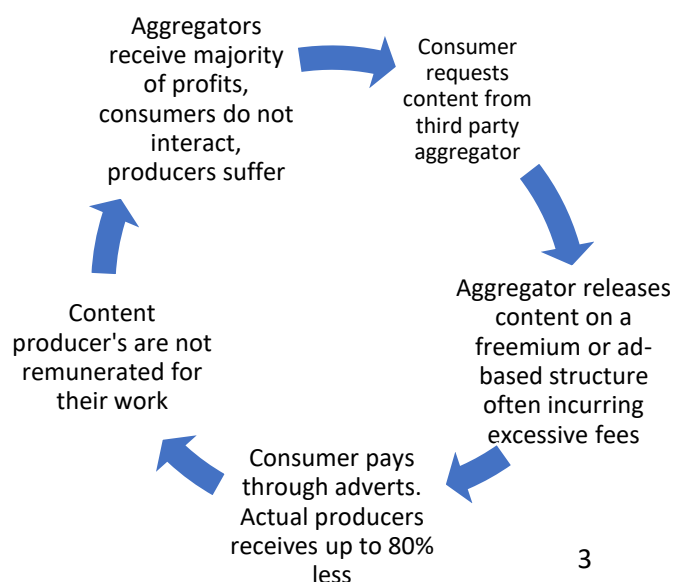 Aggregators
receive majority
of profits,
consumers do not
interact,
producers suffer
Consumer
requests
content from
third party
aggregator
Aggregator releases
content on a
freemium or ad-
based structure
often incurring
excessive fees
Consumer pays
through adverts.
Actual producers
receives up to 80%
less
Content
producer's are not
remunerated for
their work
3